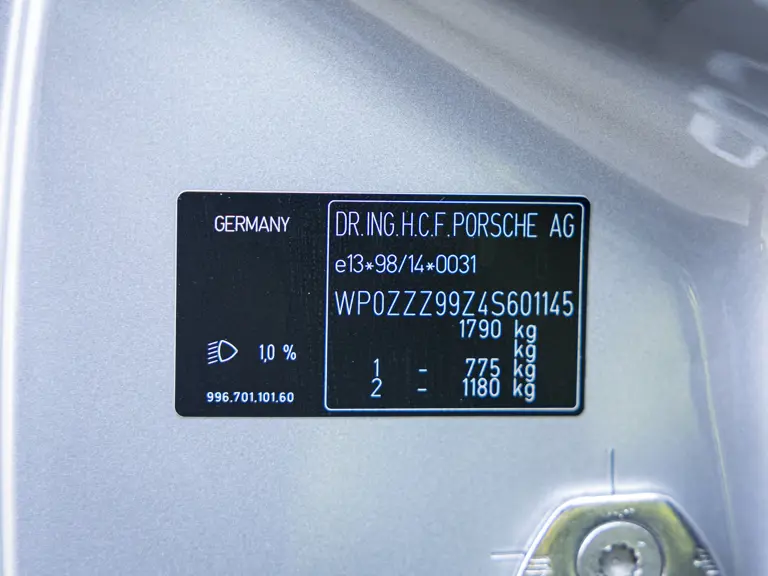 GERMANY
1,0 %
996.701.101.60
DR.ING.H.C.F.PORSCHE AG
e13*98/14*0031
WP0ZZZ99Z4S601145
1790 kg
kg
1 - 775 kg
2 - 1180 kg